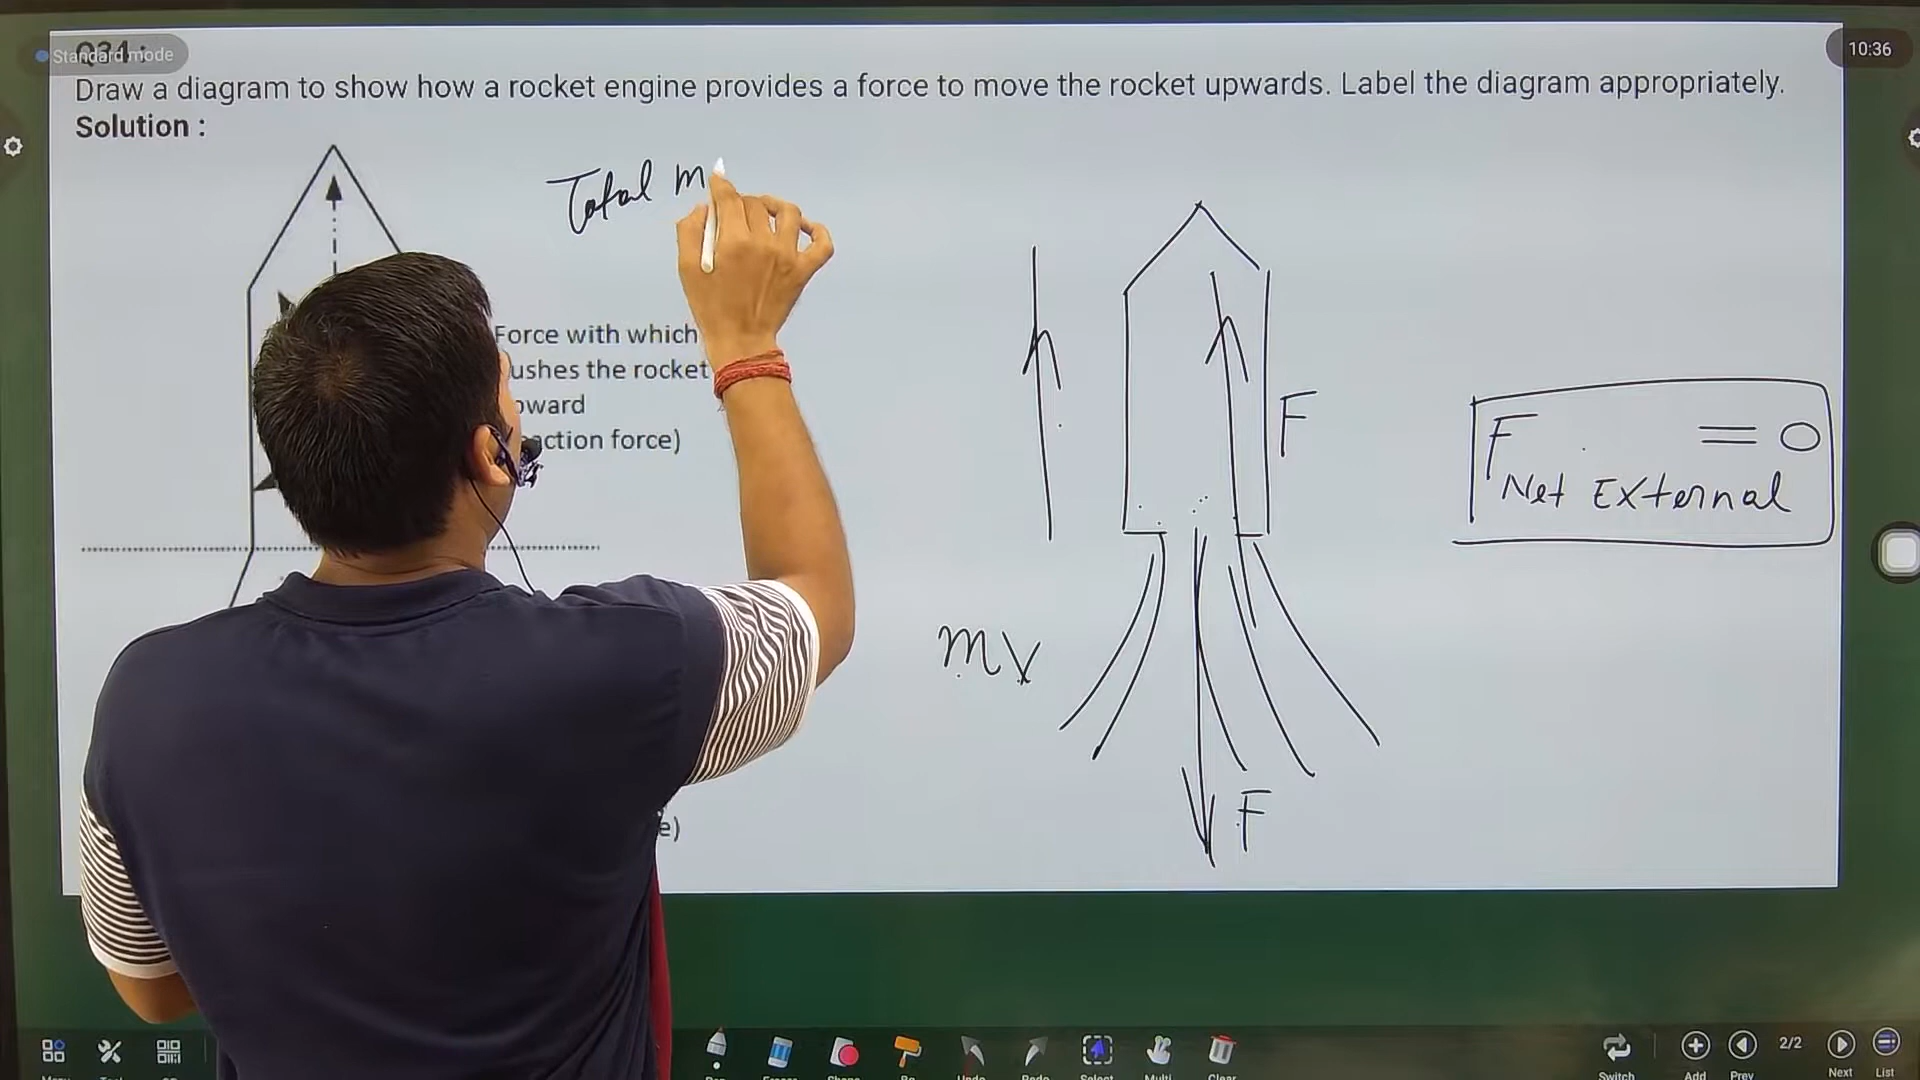 Q34 :
Standard mode
10:36
Draw a diagram to show how a rocket engine provides a force to move the rocket upwards. Label the diagram appropriately.
Solution :
Total m
Force with which
ushes the rocket
ward
ction force)
F
F = 0
Net External
mv
F
e)
Select
Multi
Clear
Switch
Add
Prev
2/2
Next
List